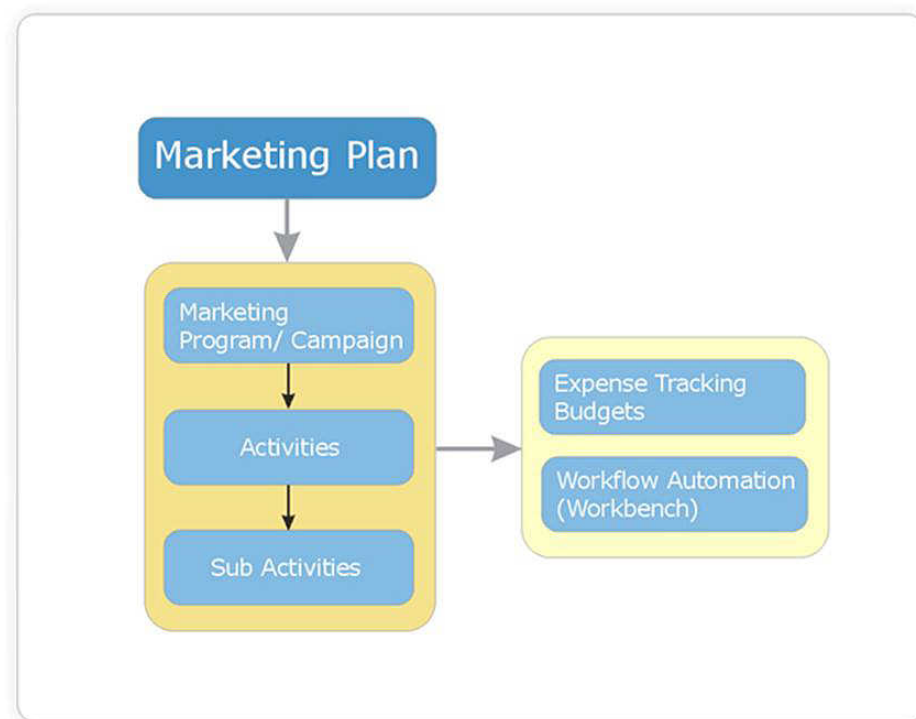 Marketing Plan
Marketing
Program/ Campaign
Activities
Sub Activities
Expense Tracking
Budgets
Workflow Automation
(Workbench)